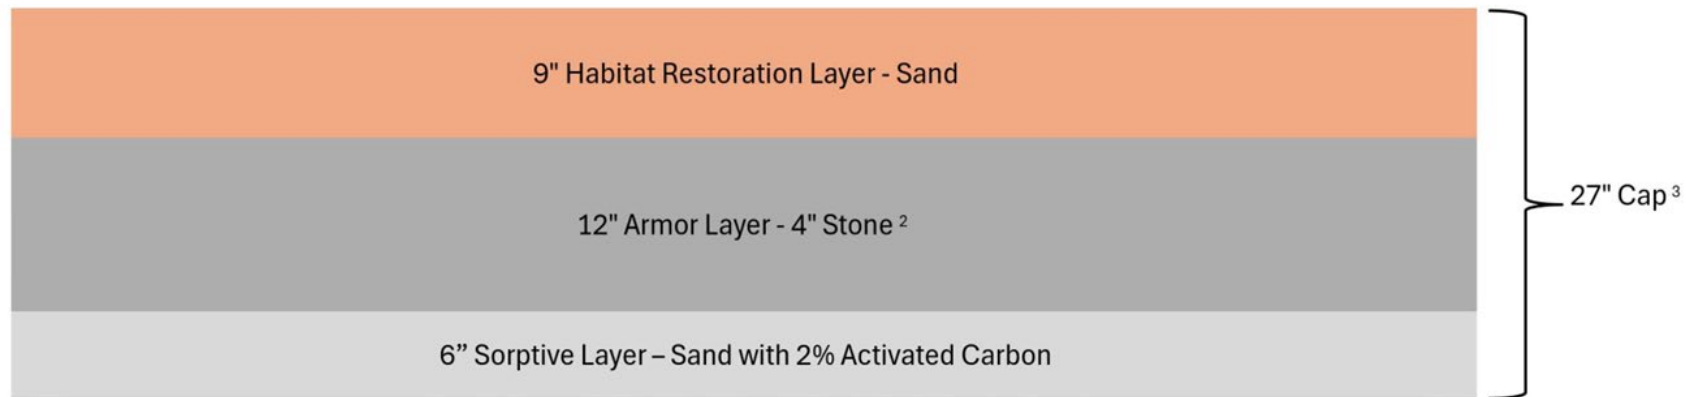 9" Habitat Restoration Layer - Sand
12" Armor Layer - 4" Stone ²
27" Cap ³
6” Sorptive Layer – Sand with 2% Activated Carbon